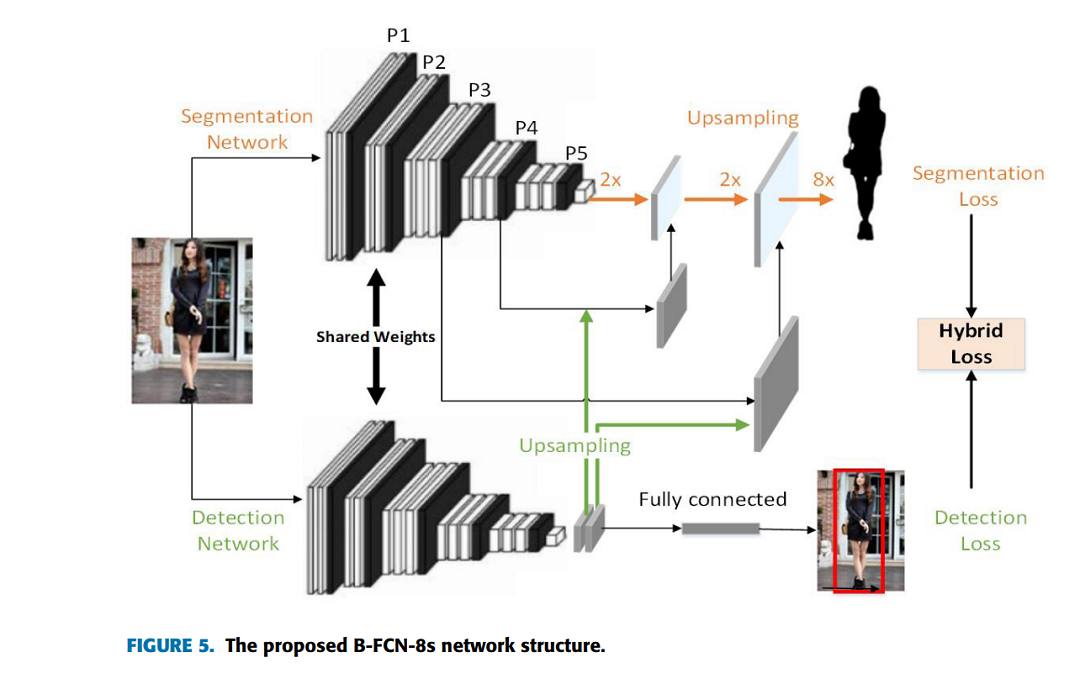 P1
P2
P3
P4
P5
Segmentation
Network
2x
2x
Upsampling
8x
Segmentation
Loss
Shared Weights
Hybrid
Loss
Upsampling
Fully connected
Detection
Network
Detection
Loss
FIGURE 5. The proposed B-FCN-8s network structure.